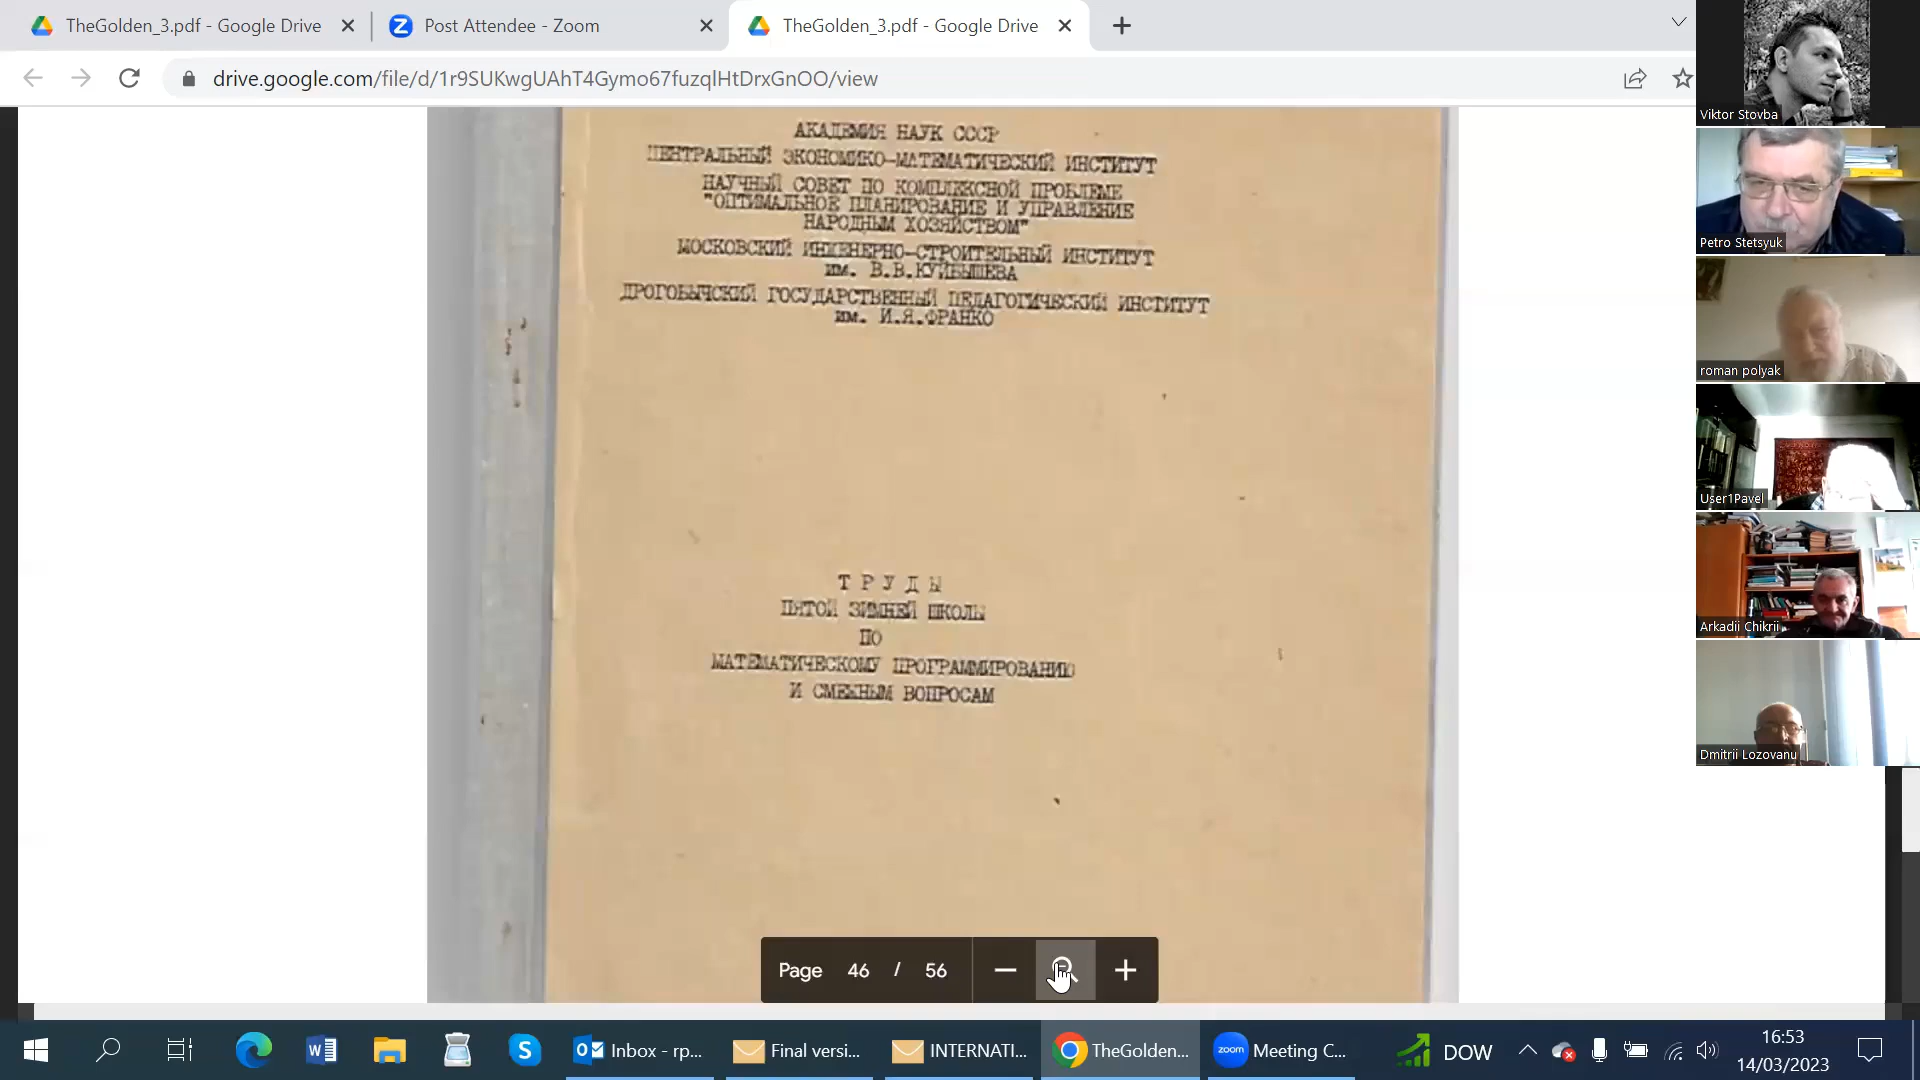 TheGolden_3.pdf - Google Drive
Post Attendee - Zoom
TheGolden_3.pdf - Google Drive
drive.google.com/file/d/1r9SUKwgUAhT4Gymo67fuzqlHtDrxGnOO/view
АКАДЕМИЯ НАУК СССР
ЦЕНТРАЛЬНЫЙ ЭКОНОМИКО-МАТЕМАТИЧЕСКИЙ ИНСТИТУТ
НАУЧНЫЙ СОВЕТ ПО КОМПЛЕКСНОЙ ПРОБЛЕМЕ
"ОПТИМАЛЬНОЕ ПЛАНИРОВАНИЕ И УПРАВЛЕНИЕ
НАРОДНЫМ ХОЗЯЙСТВОМ"
МОСКОВСКИЙ ИНЖЕНЕРНО-СТРОИТЕЛЬНЫЙ ИНСТИТУТ
им. В.В.КУЙБЫШЕВА
ДРОГОБЫЧСКИЙ ГОСУДАРСТВЕННЫЙ ПЕДАГОГИЧЕСКИЙ ИНСТИТУТ
им. И.Я.ФРАНКО
Т Р У Д Ы
ПЯТОЙ ЗИМНЕЙ ШКОЛЫ
ПО
МАТЕМАТИЧЕСКОМУ ПРОГРАММИРОВАНИЮ
И СМЕЖНЫМ ВОПРОСАМ
Page 46 / 56
Viktor Stovba
Petro Stetsyuk
roman polyak
User1Pavel
Arkadii Chikrii
Dmitrii Lozovanu
Inbox - rp...
Final versi...
INTERNATI...
TheGolden...
zoom
Meeting C...
DOW
16:53
14/03/2023